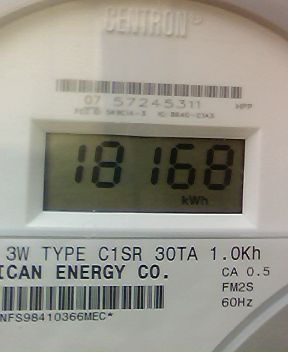 CENTRON®
07 57245311 HPP
18168
kWh
3W TYPE C1SR 30TA 1.0Kh
ICAN ENERGY CO. CA 0.5
FM2S
60Hz
NFS98410366MEC*